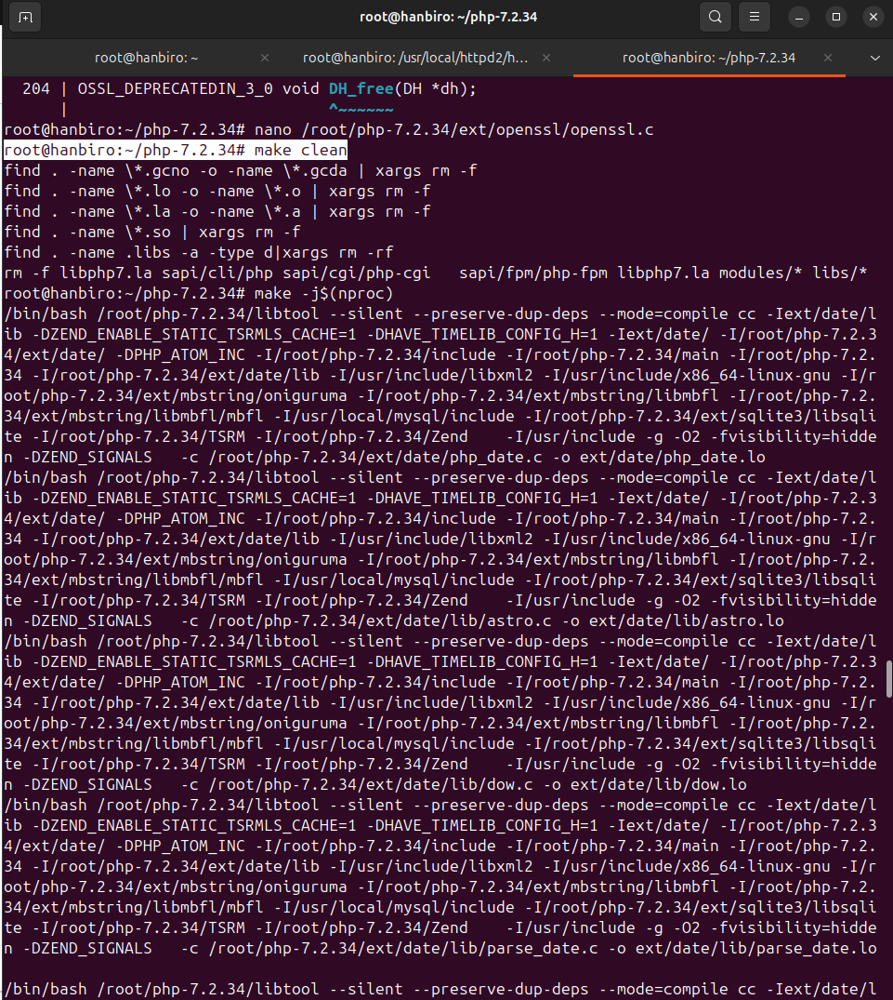 root@hanbiro: ~/php-7.2.34
root@hanbiro: ~
root@hanbiro: /usr/local/httpd2/h...
root@hanbiro: ~/php-7.2.34
  204 | OSSL_DEPRECATEDIN_3_0 void DH_free(DH *dh);
      |                            ^~~~~~~
root@hanbiro:~/php-7.2.34# nano /root/php-7.2.34/ext/openssl/openssl.c
root@hanbiro:~/php-7.2.34# make clean
find . -name \*.gcno -o -name \*.gcda | xargs rm -f
find . -name \*.lo -o -name \*.o | xargs rm -f
find . -name \*.la -o -name \*.a | xargs rm -f
find . -name \*.so | xargs rm -f
find . -name .libs -a -type d|xargs rm -rf
rm -f libphp7.la sapi/cli/php sapi/cgi/php-cgi   sapi/fpm/php-fpm libphp7.la modules/* libs/*
root@hanbiro:~/php-7.2.34# make -j$(nproc)
/bin/bash /root/php-7.2.34/libtool --silent --preserve-dup-deps --mode=compile cc -Iext/date/l
ib -DZEND_ENABLE_STATIC_TSRMLS_CACHE=1 -DHAVE_TIMELIB_CONFIG_H=1 -Iext/date/ -I/root/php-7.2.3
4/ext/date/ -DPHP_ATOM_INC -I/root/php-7.2.34/include -I/root/php-7.2.34/main -I/root/php-7.2.
34 -I/root/php-7.2.34/ext/date/lib -I/usr/include/libxml2 -I/usr/include/x86_64-linux-gnu -I/r
oot/php-7.2.34/ext/mbstring/oniguruma -I/root/php-7.2.34/ext/mbstring/libmbfl -I/root/php-7.2.
34/ext/mbstring/libmbfl/mbfl -I/usr/local/mysql/include -I/root/php-7.2.34/ext/sqlite3/libsqli
te -I/root/php-7.2.34/TSRM -I/root/php-7.2.34/Zend    -I/usr/include -g -O2 -fvisibility=hidde
n -DZEND_SIGNALS   -c /root/php-7.2.34/ext/date/php_date.c -o ext/date/php_date.lo
/bin/bash /root/php-7.2.34/libtool --silent --preserve-dup-deps --mode=compile cc -Iext/date/l
ib -DZEND_ENABLE_STATIC_TSRMLS_CACHE=1 -DHAVE_TIMELIB_CONFIG_H=1 -Iext/date/ -I/root/php-7.2.3
4/ext/date/ -DPHP_ATOM_INC -I/root/php-7.2.34/include -I/root/php-7.2.34/main -I/root/php-7.2.
34 -I/root/php-7.2.34/ext/date/lib -I/usr/include/libxml2 -I/usr/include/x86_64-linux-gnu -I/r
oot/php-7.2.34/ext/mbstring/oniguruma -I/root/php-7.2.34/ext/mbstring/libmbfl -I/root/php-7.2.
34/ext/mbstring/libmbfl/mbfl -I/usr/local/mysql/include -I/root/php-7.2.34/ext/sqlite3/libsqli
te -I/root/php-7.2.34/TSRM -I/root/php-7.2.34/Zend    -I/usr/include -g -O2 -fvisibility=hidde
n -DZEND_SIGNALS   -c /root/php-7.2.34/ext/date/lib/astro.c -o ext/date/lib/astro.lo
/bin/bash /root/php-7.2.34/libtool --silent --preserve-dup-deps --mode=compile cc -Iext/date/l
ib -DZEND_ENABLE_STATIC_TSRMLS_CACHE=1 -DHAVE_TIMELIB_CONFIG_H=1 -Iext/date/ -I/root/php-7.2.3
4/ext/date/ -DPHP_ATOM_INC -I/root/php-7.2.34/include -I/root/php-7.2.34/main -I/root/php-7.2.
34 -I/root/php-7.2.34/ext/date/lib -I/usr/include/libxml2 -I/usr/include/x86_64-linux-gnu -I/r
oot/php-7.2.34/ext/mbstring/oniguruma -I/root/php-7.2.34/ext/mbstring/libmbfl -I/root/php-7.2.
34/ext/mbstring/libmbfl/mbfl -I/usr/local/mysql/include -I/root/php-7.2.34/ext/sqlite3/libsqli
te -I/root/php-7.2.34/TSRM -I/root/php-7.2.34/Zend    -I/usr/include -g -O2 -fvisibility=hidde
n -DZEND_SIGNALS   -c /root/php-7.2.34/ext/date/lib/dow.c -o ext/date/lib/dow.lo
/bin/bash /root/php-7.2.34/libtool --silent --preserve-dup-deps --mode=compile cc -Iext/date/l
ib -DZEND_ENABLE_STATIC_TSRMLS_CACHE=1 -DHAVE_TIMELIB_CONFIG_H=1 -Iext/date/ -I/root/php-7.2.3
4/ext/date/ -DPHP_ATOM_INC -I/root/php-7.2.34/include -I/root/php-7.2.34/main -I/root/php-7.2.
34 -I/root/php-7.2.34/ext/date/lib -I/usr/include/libxml2 -I/usr/include/x86_64-linux-gnu -I/r
oot/php-7.2.34/ext/mbstring/oniguruma -I/root/php-7.2.34/ext/mbstring/libmbfl -I/root/php-7.2.
34/ext/mbstring/libmbfl/mbfl -I/usr/local/mysql/include -I/root/php-7.2.34/ext/sqlite3/libsqli
te -I/root/php-7.2.34/TSRM -I/root/php-7.2.34/Zend    -I/usr/include -g -O2 -fvisibility=hidde
n -DZEND_SIGNALS   -c /root/php-7.2.34/ext/date/lib/parse_date.c -o ext/date/lib/parse_date.lo
/bin/bash /root/php-7.2.34/libtool --silent --preserve-dup-deps --mode=compile cc -Iext/date/l